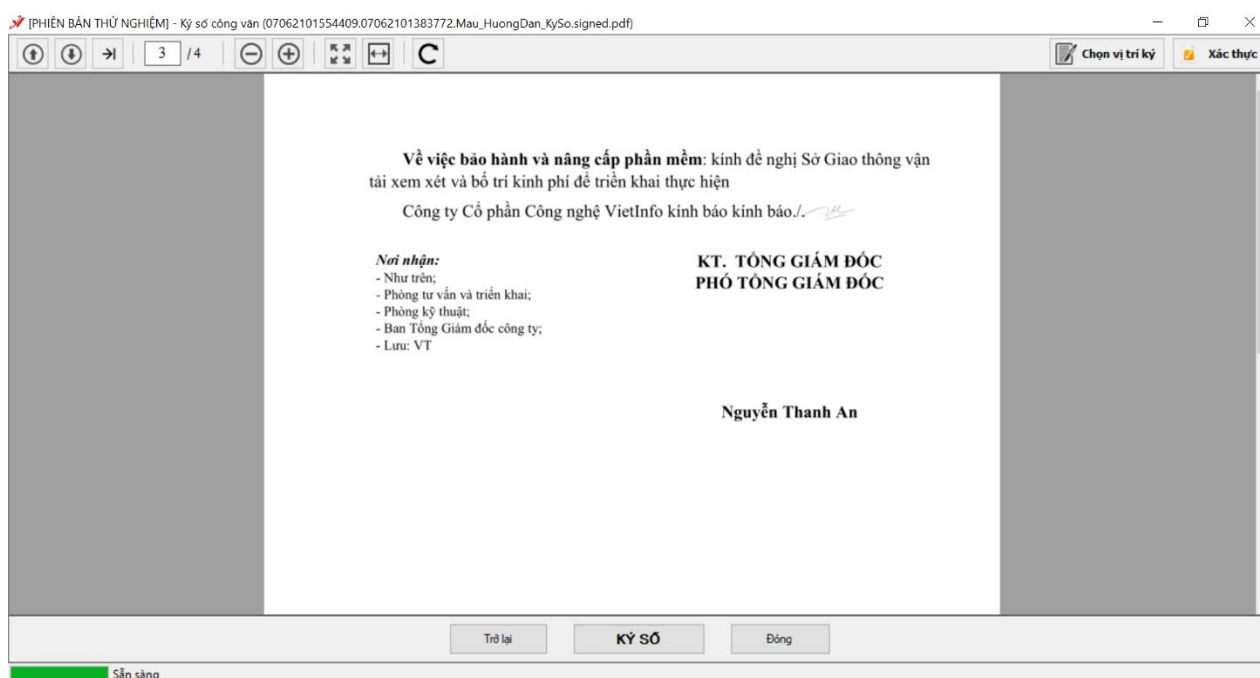 [PHIÊN BẢN THỬ NGHIỆM] - Ký số công văn (07062101554409.07062101383772.Mau_HuongDan_KySo.signed.pdf)
3 /4
Chọn vị trí ký
Xác thực
Về việc bảo hành và nâng cấp phần mềm: kính đề nghị Sở Giao thông vận
tải xem xét và bố trí kinh phí để triển khai thực hiện
Công ty Cổ phần Công nghệ VietInfo kính báo kính báo./.
Nơi nhận:
- Như trên;
- Phòng tư vấn và triển khai;
- Phòng kỹ thuật;
- Ban Tổng Giám đốc công ty;
- Lưu: VT
KT. TỔNG GIÁM ĐỐC
PHÓ TỔNG GIÁM ĐỐC
Nguyễn Thanh An
Trở lại
KÝ SỐ
Đóng
Sẵn sàng